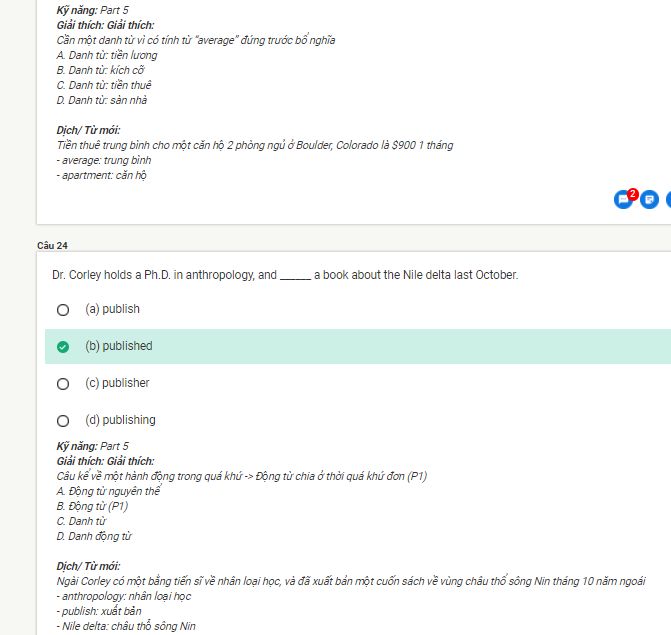 Kỹ năng: Part 5
Giải thích: Giải thích:
Cần một danh từ vì có tính từ "average" đứng trước bổ nghĩa
A. Danh từ: tiền lương
B. Danh từ: kích cỡ
C. Danh từ: tiền thuê
D. Danh từ: sàn nhà
Dịch/ Từ mới:
Tiền thuê trung bình cho một căn hộ 2 phòng ngủ ở Boulder, Colorado là $900 1 tháng
- average: trung bình
- apartment: căn hộ
2
Câu 24
Dr. Corley holds a Ph.D. in anthropology, and ______ a book about the Nile delta last October.
(a) publish
(b) published
(c) publisher
(d) publishing
Kỹ năng: Part 5
Giải thích: Giải thích:
Câu kể về một hành động trong quá khứ -> Động từ chia ở thời quá khứ đơn (P1)
A. Động từ nguyên thể
B. Động từ (P1)
C. Danh từ
D. Danh động từ
Dịch/ Từ mới:
Ngài Corley có một bằng tiến sĩ về nhân loại học, và đã xuất bản một cuốn sách về vùng châu thổ sông Nin tháng 10 năm ngoái
- anthropology: nhân loại học
- publish: xuất bản
- Nile delta: châu thổ sông Nin